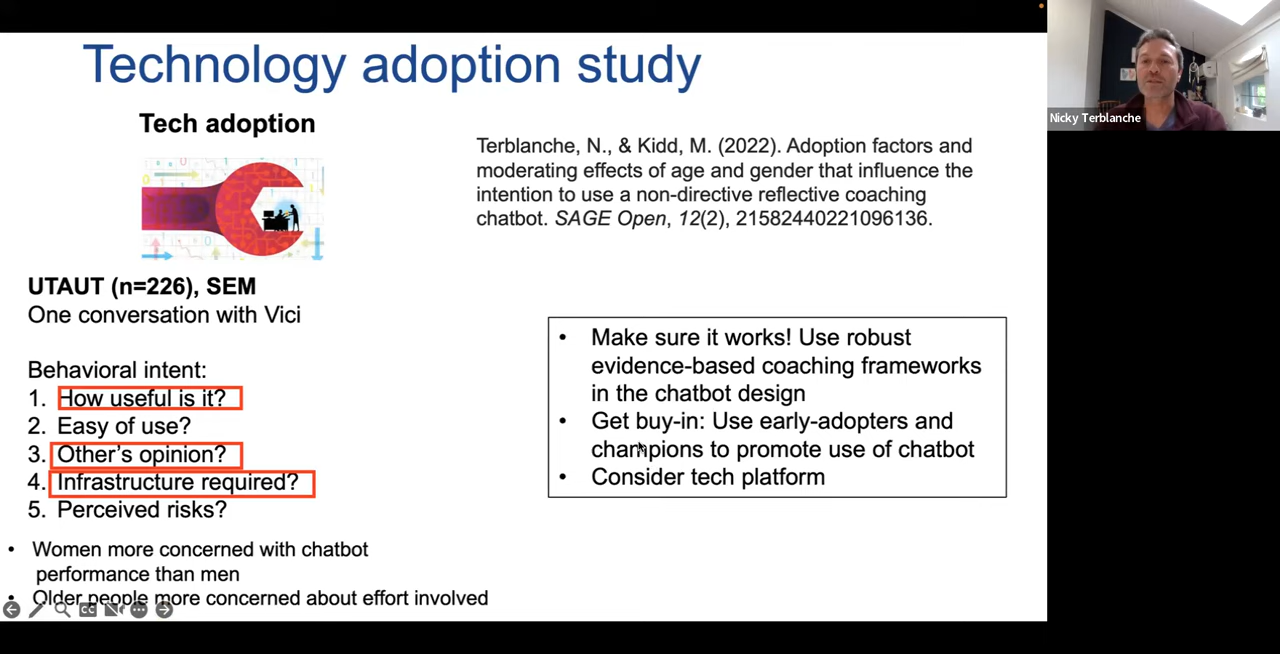 Technology adoption study
Tech adoption
Terblanche, N., & Kidd, M. (2022). Adoption factors and
moderating effects of age and gender that influence the
intention to use a non-directive reflective coaching
chatbot. SAGE Open, 12(2), 21582440221096136.
UTAUT (n=226), SEM
One conversation with Vici
Behavioral intent:
1. How useful is it?
2. Easy of use?
3. Other's opinion?
4. Infrastructure required?
5. Perceived risks?
• Women more concerned with chatbot
performance than men
• Older people more concerned about effort involved
• Make sure it works! Use robust
evidence-based coaching frameworks
in the chatbot design
• Get buy-in: Use early-adopters and
champions to promote use of chatbot
• Consider tech platform
Nicky Terblanche
CC